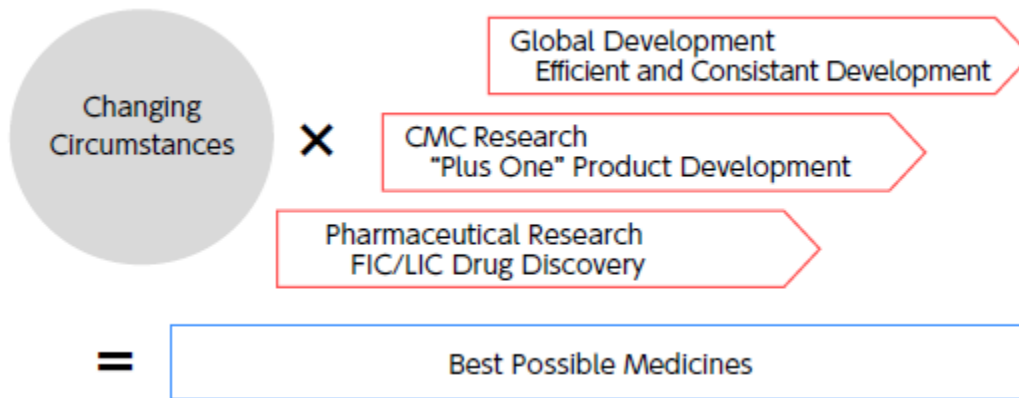 Changing
Circumstances
×
Global Development
Efficient and Consistant Development
CMC Research
"Plus One" Product Development
Pharmaceutical Research
FIC/LIC Drug Discovery
=
Best Possible Medicines